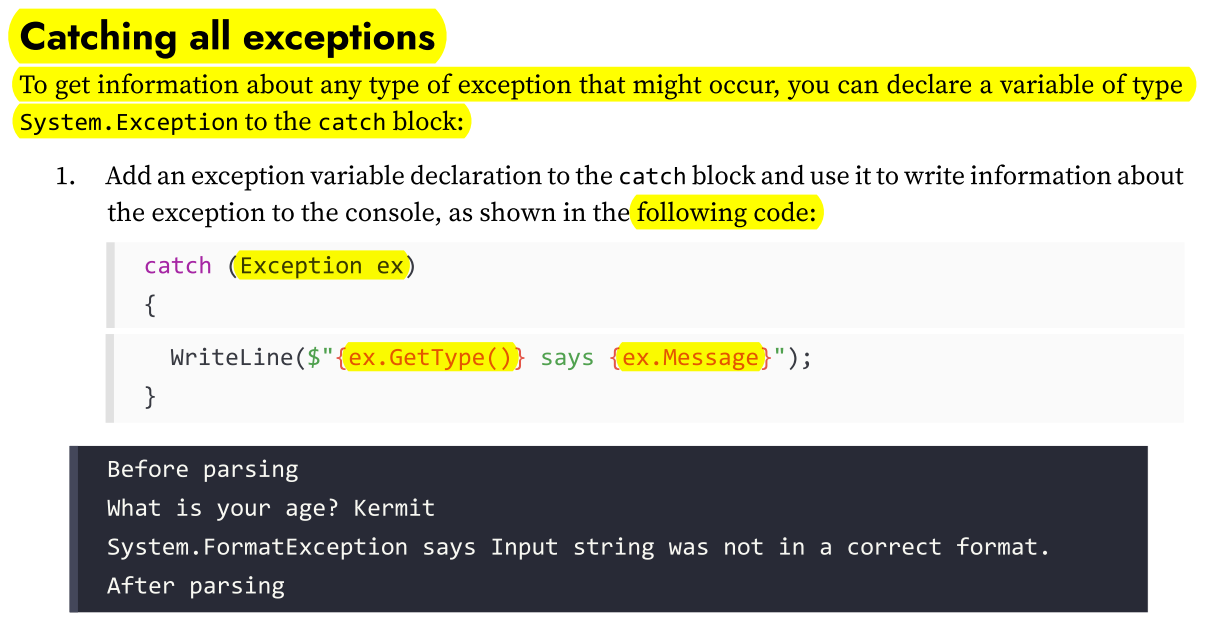 Catching all exceptions
To get information about any type of exception that might occur, you can declare a variable of type
System.Exception to the catch block:
1. Add an exception variable declaration to the catch block and use it to write information about
the exception to the console, as shown in the following code:
catch (Exception ex)
{
WriteLine($"{ex.GetType()} says {ex.Message}");
}
Before parsing
What is your age? Kermit
System.FormatException says Input string was not in a correct format.
After parsing